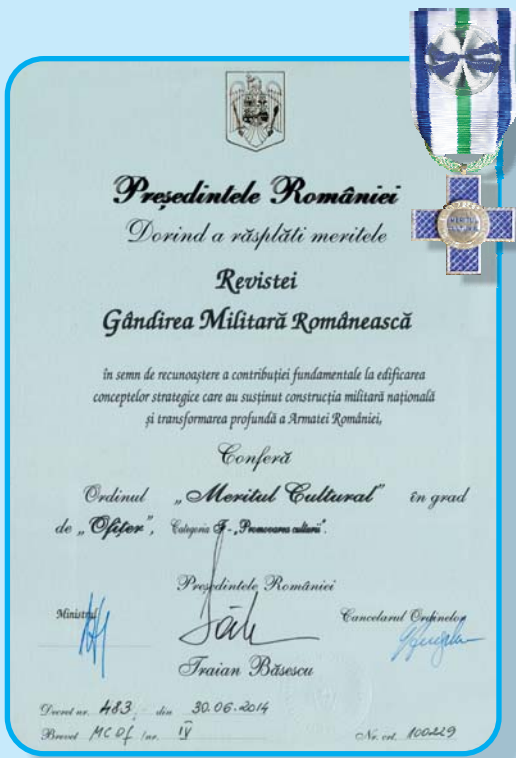 Președintele României
Dorind a răsplăti meritele
Revistei
Gândirea Militară Românească
în semn de recunoaștere a contribuției fundamentale la edificarea
conceptelor strategice care au susținut construcția militară națională
și transformarea profundă a Armatei României,
Conferă
Ordinul „Meritul Cultural” în grad
de „Ofițer”, Categoria F - „Promovarea culturii”.
Președintele României
Ministrul
Cancelarul Ordinelor
Traian Băsescu
Decret nr. 483, din 30.06.2014
Brevet MCOf nr. IV
Nr. crt. 100229